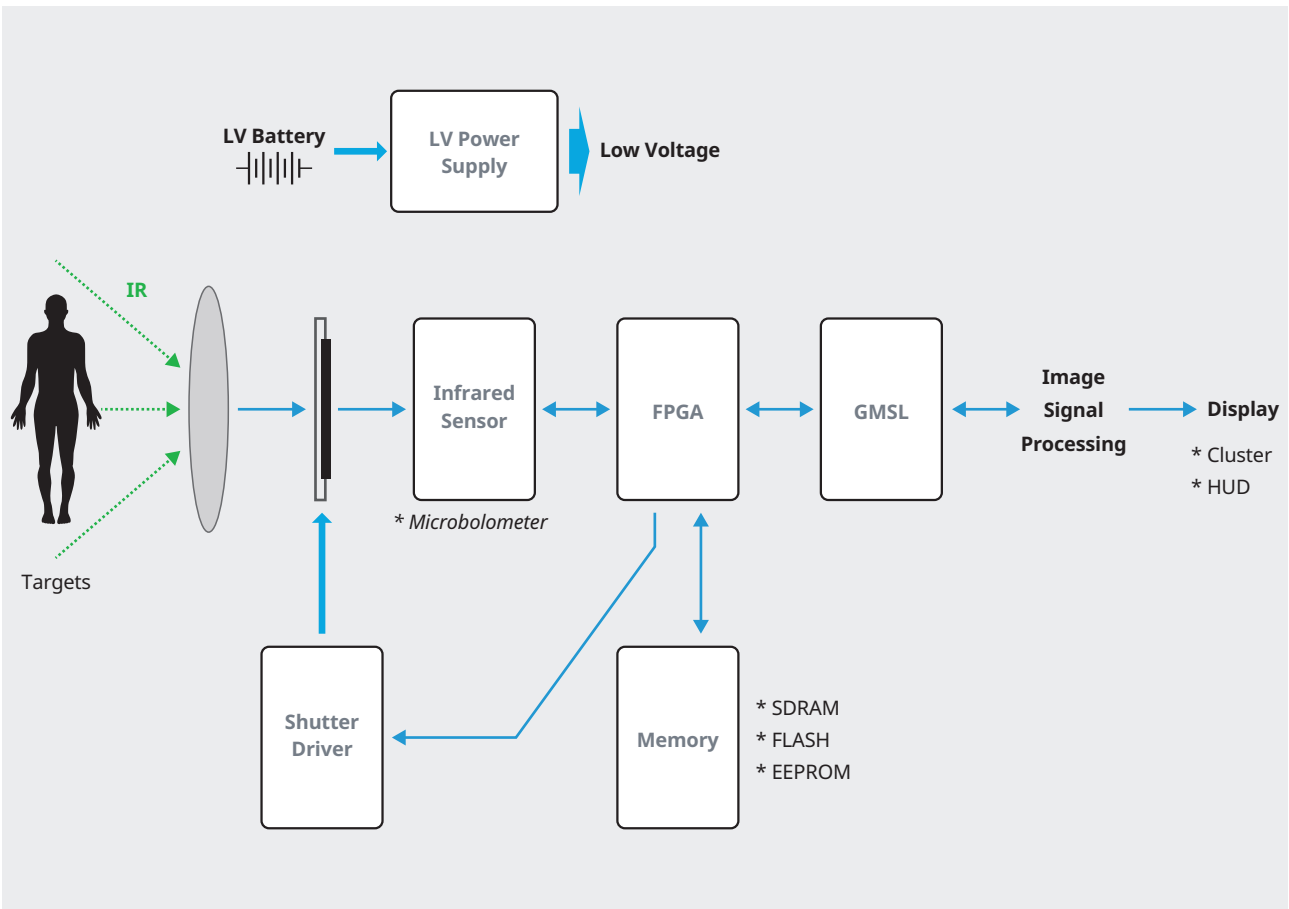 LV Battery
LV Power
Supply
Low Voltage
IR
Targets
Infrared
Sensor
* Microbolometer
FPGA
GMSL
Image
Signal
Processing
Display
* Cluster
* HUD
Shutter
Driver
Memory
* SDRAM
* FLASH
* EEPROM